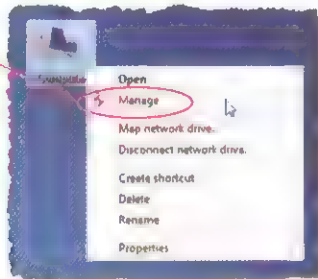 Open
Manage
Map network drive.
Disconnect network drive.
Create shortcut
Delete
Rename
Properties